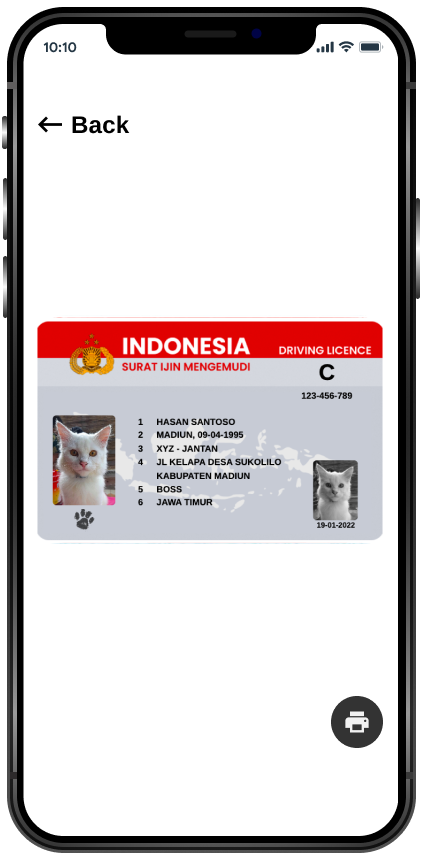 10:10
← Back
INDONESIA
SURAT IJIN MENGEMUDI
DRIVING LICENCE
C
123-456-789
1 HASAN SANTOSO
2 MADIUN, 09-04-1995
3 XYZ - JANTAN
4 JL KELAPA DESA SUKOLILO
KABUPATEN MADIUN
5 BOSS
6 JAWA TIMUR
19-01-2022